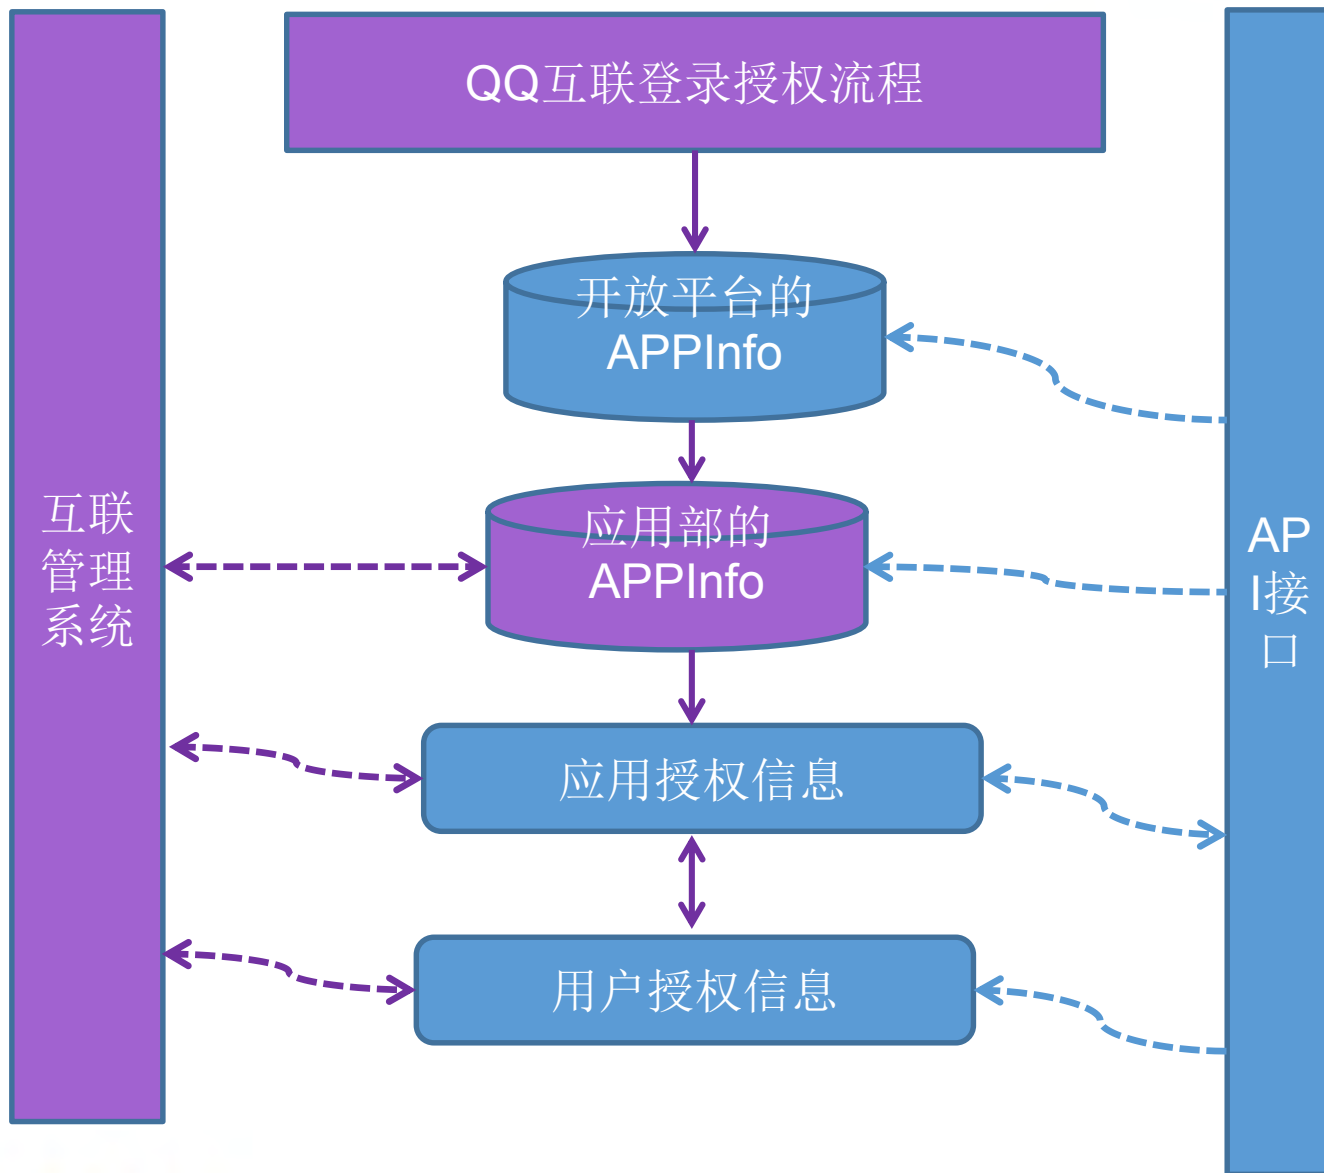 QQ互联登录授权流程
开放平台的
APPInfo
互联
管理
系统
应用部的
APPInfo
AP
I接
口
应用授权信息
用户授权信息